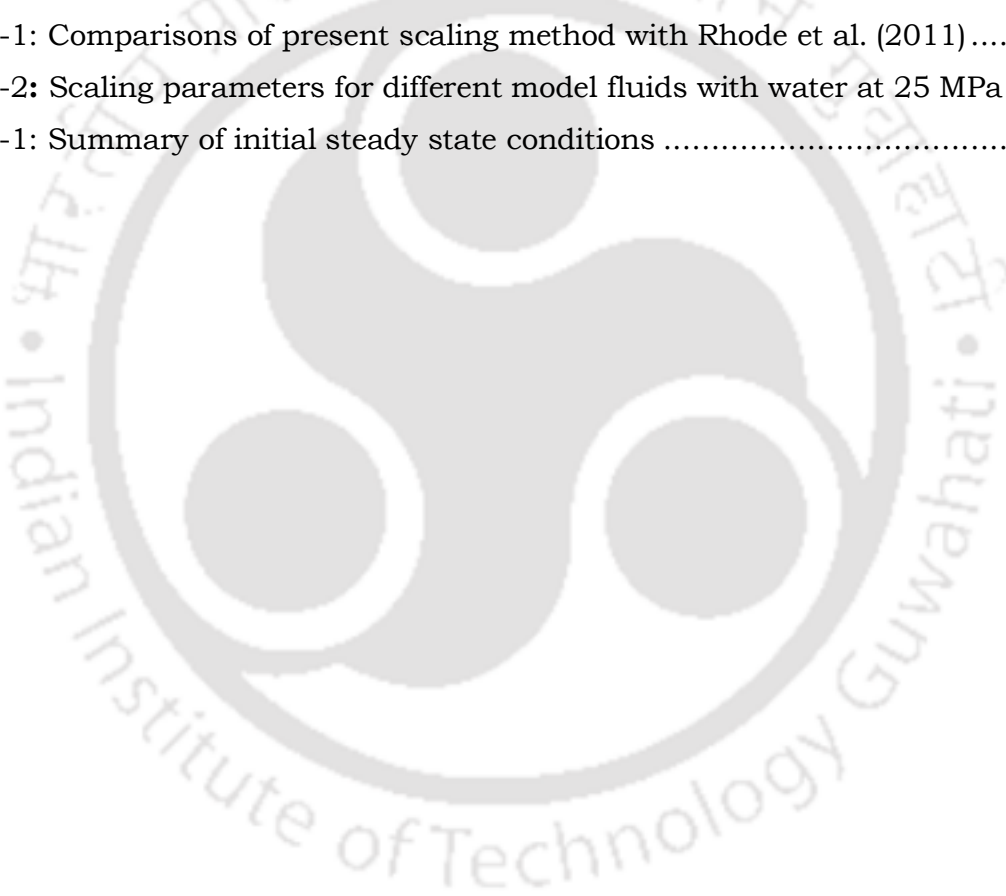 -1: Comparisons of present scaling method with Rhode et al. (2011)....
-2: Scaling parameters for different model fluids with water at 25 MPa
-1: Summary of initial steady state conditions ..................................
Indian Institute of Technology Guwahati